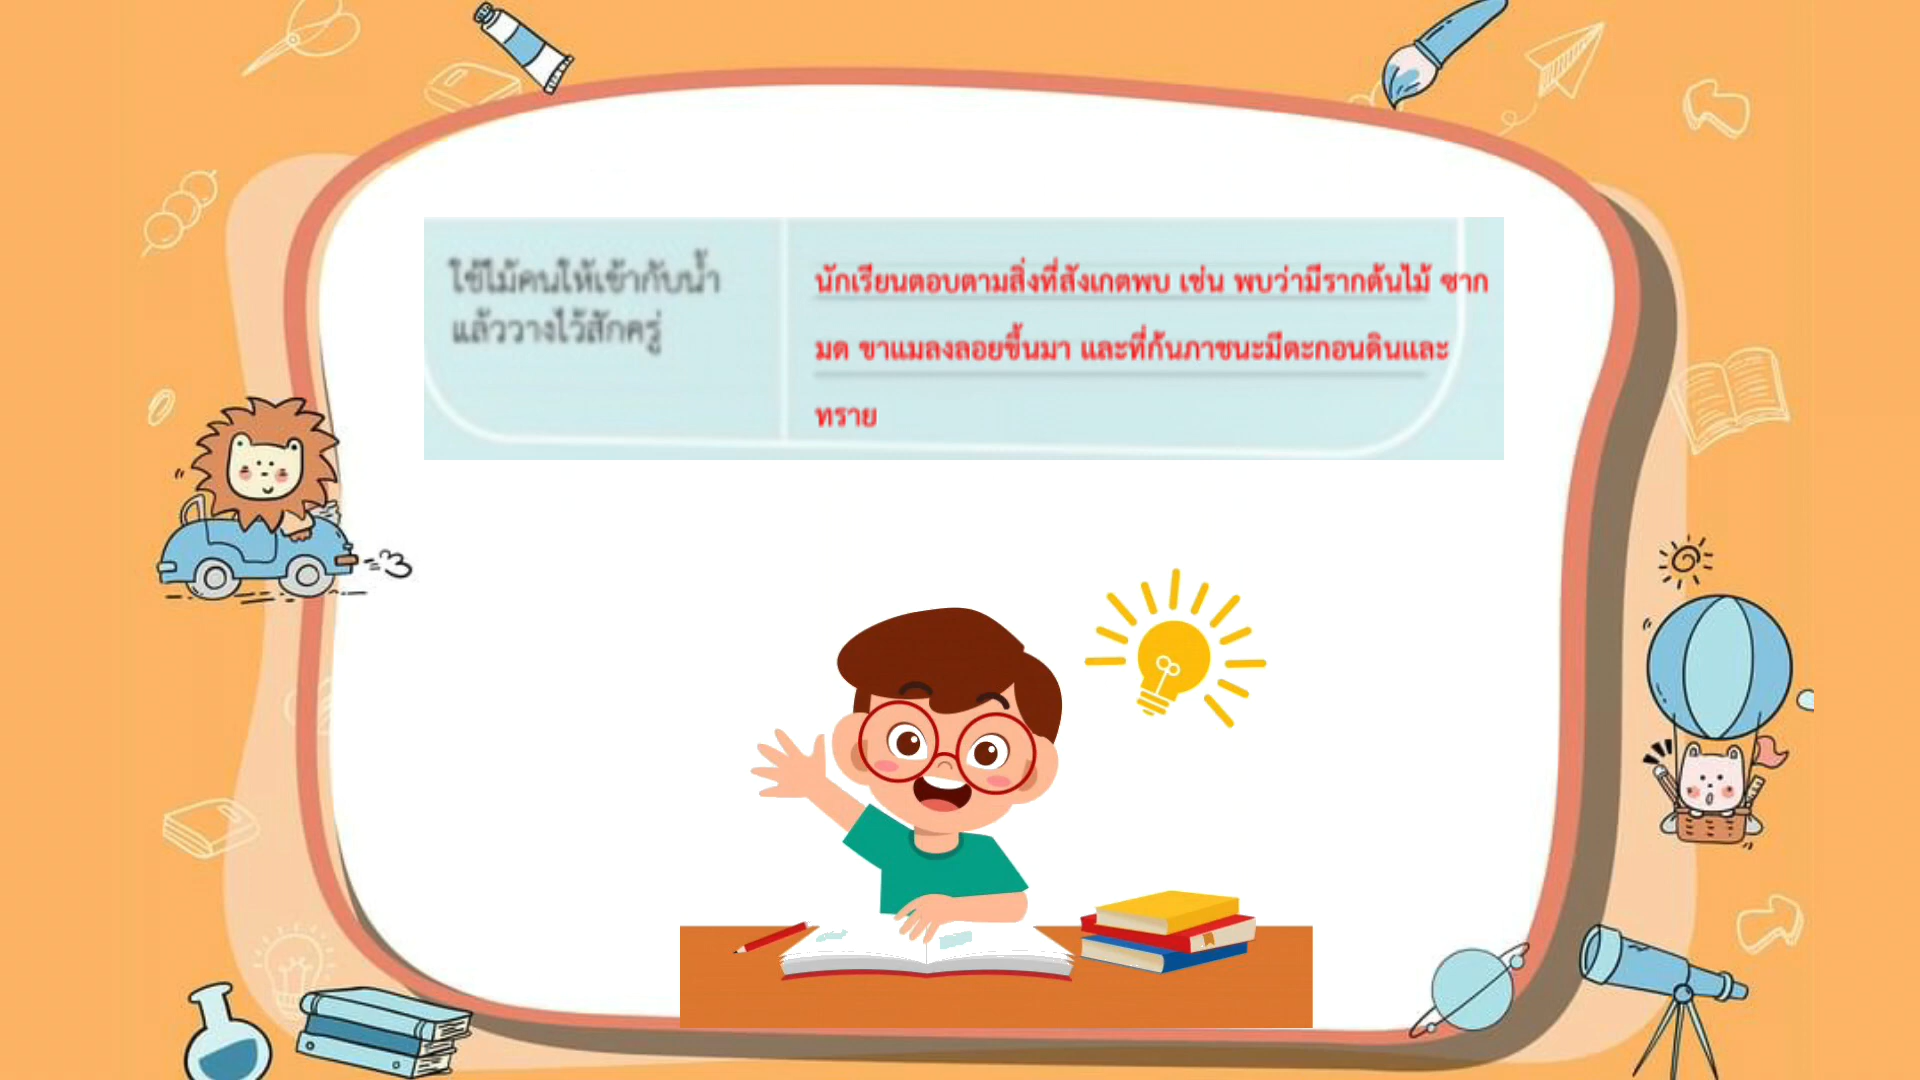 ใช้ไม้คนให้เข้ากับน้ำ
แล้ววางไว้สักครู่
นักเรียนตอบตามสิ่งที่สังเกตพบ เช่น พบว่ามีรากต้นไม้ ซาก
มด ขาแมลงลอยขึ้นมา และที่ก้นภาชนะมีตะกอนดินและ
ทราย